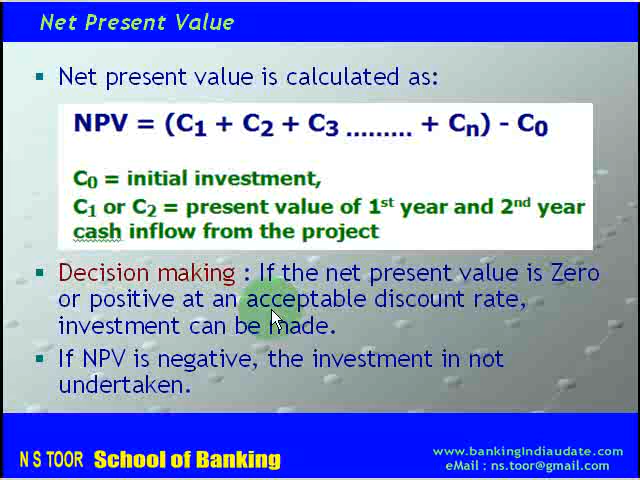 Net Present Value
Net present value is calculated as:
NPV = (C1 + C2 + C3 ......... + Cn) - C0
C0 = initial investment,
C1 or C2 = present value of 1st year and 2nd year
cash inflow from the project
Decision making : If the net present value is Zero
or positive at an acceptable discount rate,
investment can be made.
If NPV is negative, the investment in not
undertaken.
N S TOOR School of Banking
www.bankingindiaudate.com
eMail : ns.toor@gmail.com